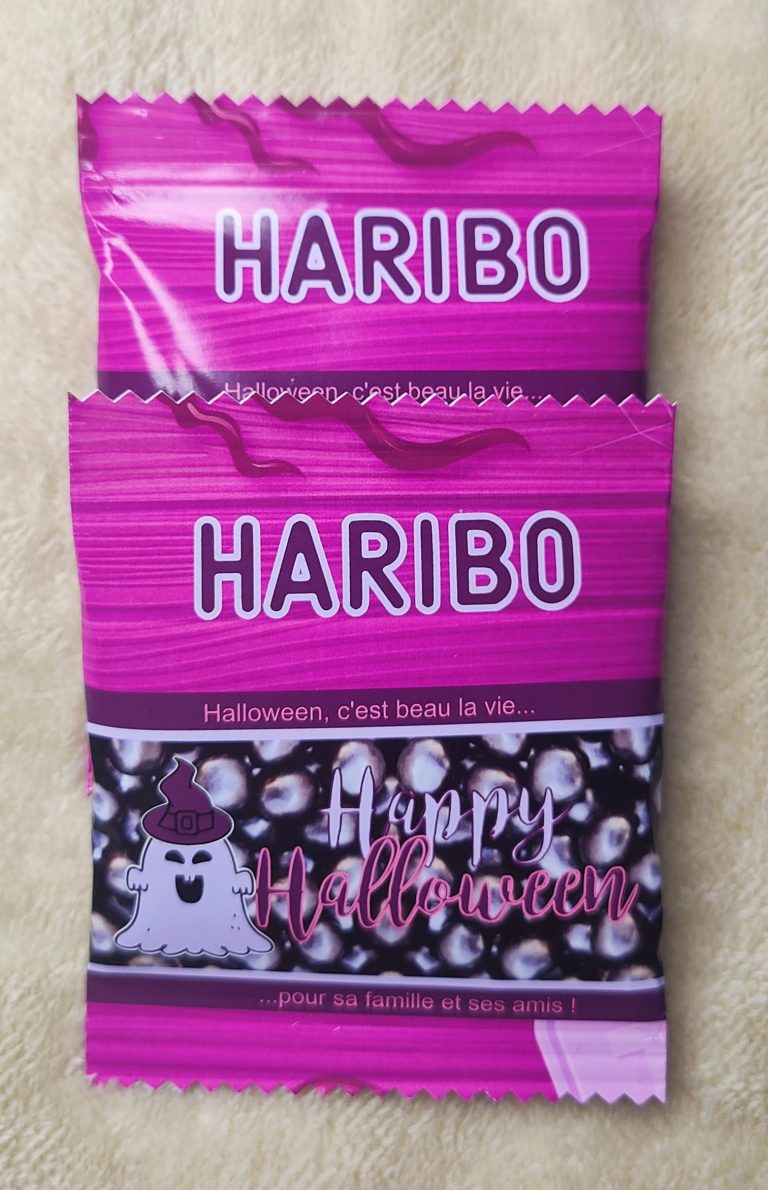 HARIBO
Halloween, c'est beau la vie...
HARIBO
Halloween, c'est beau la vie...
Happy
Halloween
...pour sa famille et ses amis !